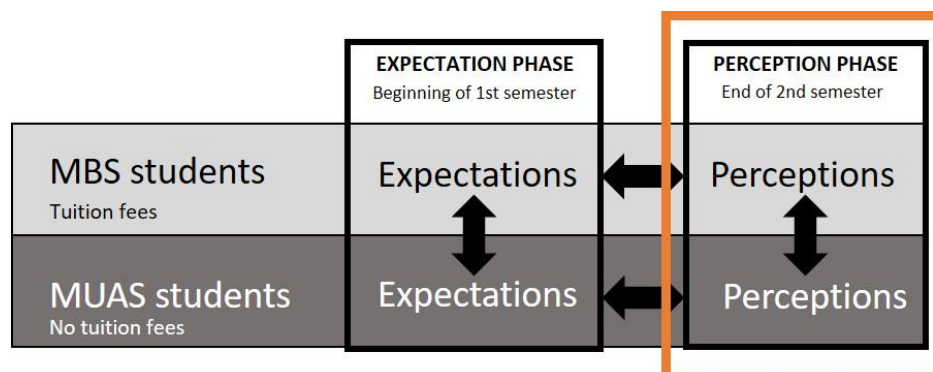 EXPECTATION PHASE
Beginning of 1st semester
PERCEPTION PHASE
End of 2nd semester
MBS students
Tuition fees
Expectations
Perceptions
MUAS students
No tuition fees
Expectations
Perceptions